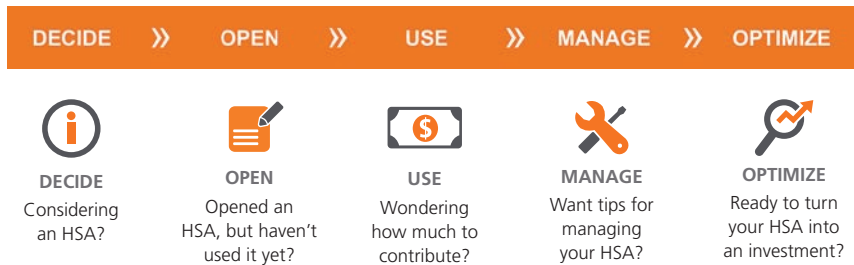 DECIDE » OPEN » USE » MANAGE » OPTIMIZE
DECIDE
Considering
an HSA?
OPEN
Opened an
HSA, but haven't
used it yet?
$
USE
Wondering
how much to
contribute?
MANAGE
Want tips for
managing
your HSA?
OPTIMIZE
Ready to turn
your HSA into
an investment?